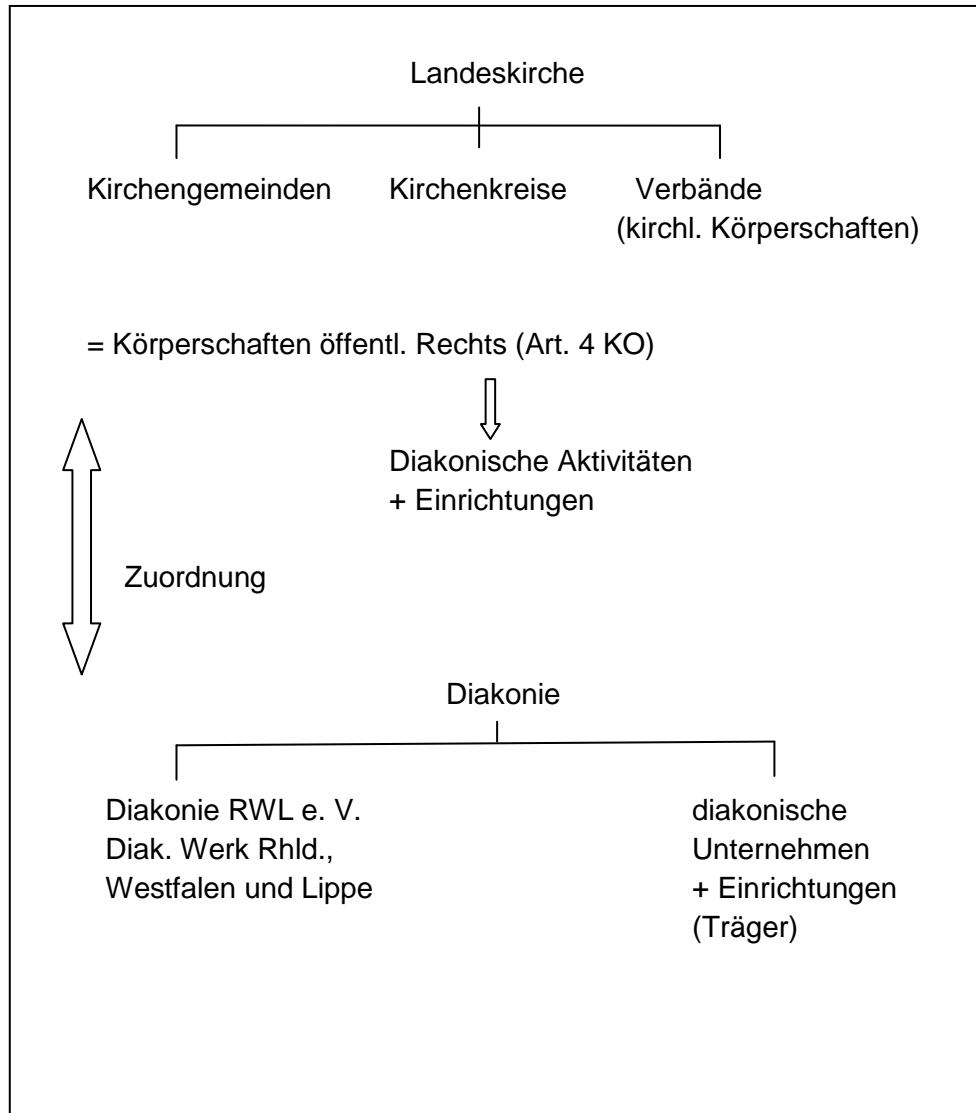 Landeskirche
Kirchengemeinden Kirchenkreise Verbände
(kirchl. Körperschaften)
= Körperschaften öffentl. Rechts (Art. 4 KO)
Diakonische Aktivitäten
+ Einrichtungen
Zuordnung
Diakonie
Diakonie RWL e. V.
Diak. Werk Rhld.,
Westfalen und Lippe
diakonische
Unternehmen
+ Einrichtungen
(Träger)